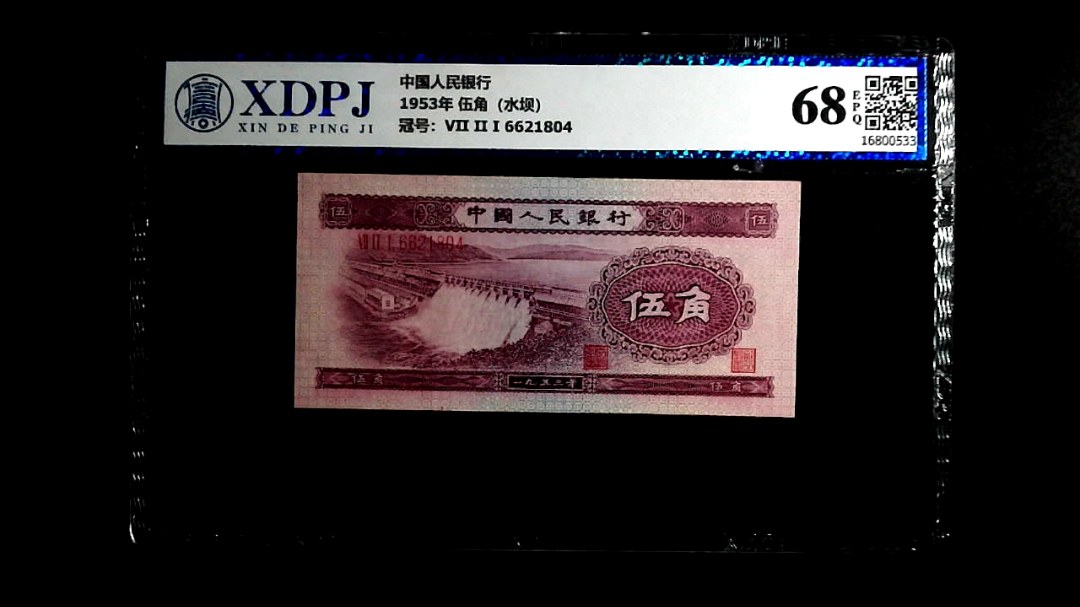 XDPJ
XIN DE PING JI
中国人民银行
1953年 伍角（水坝）
冠号：VII II I 6621804
68
EPQ
16800533
伍
中國人民銀行
伍
VII II I 6621804
伍角
伍角
一九五三年
伍角